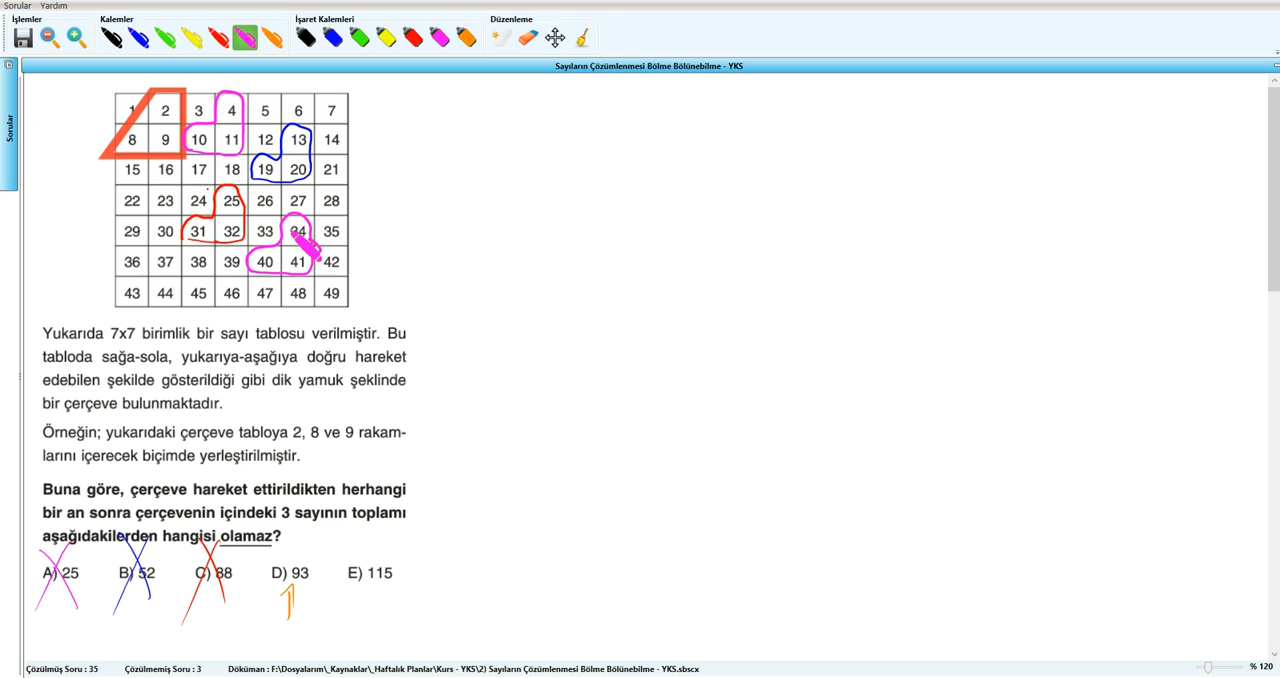 Sorular Yardım
İşlemler Kalemler İşaret Kalemleri Düzenleme
Sayıların Çözümlenmesi Bölme Bölünebilme - YKS
Sorular
1 2 3 4 5 6 7
8 9 10 11 12 13 14
15 16 17 18 19 20 21
22 23 24 25 26 27 28
29 30 31 32 33 34 35
36 37 38 39 40 41 42
43 44 45 46 47 48 49
Yukarıda 7x7 birimlik bir sayı tablosu verilmiştir. Bu
tabloda sağa-sola, yukarıya-aşağıya doğru hareket
edebilen şekilde gösterildiği gibi dik yamuk şeklinde
bir çerçeve bulunmaktadır.
Örneğin; yukarıdaki çerçeve tabloya 2, 8 ve 9 rakam-
larını içerecek biçimde yerleştirilmiştir.
Buna göre, çerçeve hareket ettirildikten herhangi
bir an sonra çerçevenin içindeki 3 sayının toplamı
aşağıdakilerden hangisi olamaz?
A) 25 B) 52 C) 88 D) 93 E) 115
Çözülmüş Soru : 35 Çözülmemiş Soru : 3 Döküman : F:\Dosyalarım\_Kaynaklar\_Haftalık Planlar\Kurs - YKS\2) Sayıların Çözümlenmesi Bölme Bölünebilme - YKS.sbscx % 120